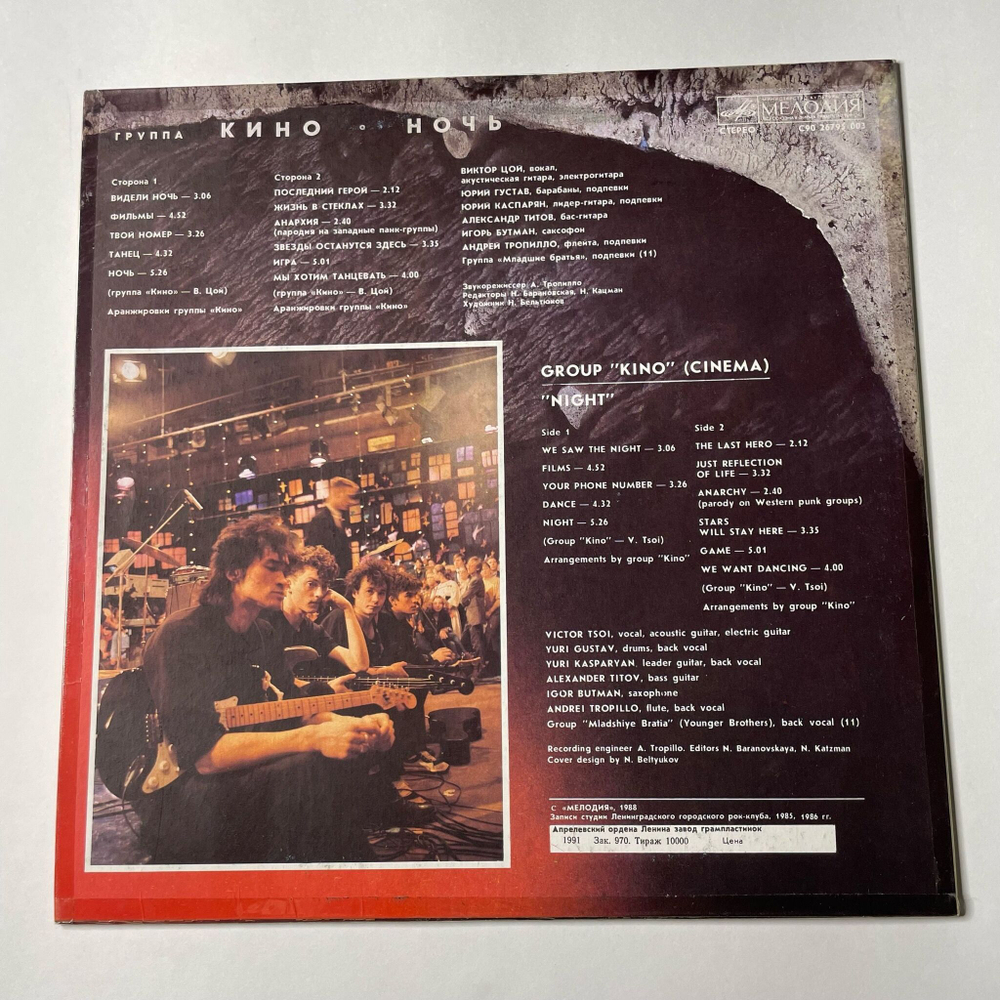 ГРУППА КИНО ° НОЧЬ
МЕЛОДИЯ
СТЕРЕО С90 26795 003
Сторона 1
ВИДЕЛИ НОЧЬ — 3.06
ФИЛЬМЫ — 4.52
ТВОЙ НОМЕР — 3.26
ТАНЕЦ — 4.32
НОЧЬ — 5.26
(группа «Кино» — В. Цой)
Аранжировки группы «Кино»
Сторона 2
ПОСЛЕДНИЙ ГЕРОЙ — 2.12
ЖИЗНЬ В СТЕКЛАХ — 3.32
АНАРХИЯ — 2.40
(пародия на западные панк-группы)
ЗВЕЗДЫ ОСТАНУТСЯ ЗДЕСЬ — 3.35
ИГРА — 5.01
МЫ ХОТИМ ТАНЦЕВАТЬ — 4.00
(группа «Кино» — В. Цой)
Аранжировки группы «Кино»
ВИКТОР ЦОЙ, вокал,
акустическая гитара, электрогитара
ЮРИЙ ГУСТАВ, барабаны, подпевки
ЮРИЙ КАСПАРЯН, лидер-гитара, подпевки
АЛЕКСАНДР ТИТОВ, бас-гитара
ИГОРЬ БУТМАН, саксофон
АНДРЕЙ ТРОПИЛЛО, флейта, подпевки
Группа «Младшие братья», подпевки (11)
Звукорежиссер А. Тропилло
Редакторы Н. Барановская, Н. Кацман
Художник Н. Бельтюков
GROUP "KINO" (CINEMA)
"NIGHT"
Side 1
WE SAW THE NIGHT — 3.06
FILMS — 4.52
YOUR PHONE NUMBER — 3.26
DANCE — 4.32
NIGHT — 5.26
(Group "Kino" — V. Tsoi)
Arrangements by group "Kino"
Side 2
THE LAST HERO — 2.12
JUST REFLECTION
OF LIFE — 3.32
ANARCHY — 2.40
(parody on Western punk groups)
STARS
WILL STAY HERE — 3.35
GAME — 5.01
WE WANT DANCING — 4.00
(Group "Kino" — V. Tsoi)
Arrangements by group "Kino"
VICTOR TSOI, vocal, acoustic guitar, electric guitar
YURI GUSTAV, drums, back vocal
YURI KASPARYAN, leader guitar, back vocal
ALEXANDER TITOV, bass guitar
IGOR BUTMAN, saxophone
ANDREI TROPILLO, flute, back vocal
Group "Mladshiye Bratia" (Younger Brothers), back vocal (11)
Recording engineer A. Tropillo. Editors N. Baranovskaya, N. Katzman
Cover design by N. Beltyukov
С «МЕЛОДИЯ», 1988
Записи студии Ленинградского городского рок-клуба, 1985, 1986 гг.
Апрелевский ордена Ленина завод грампластинок
1991 Зак. 970. Тираж 10000 Цена